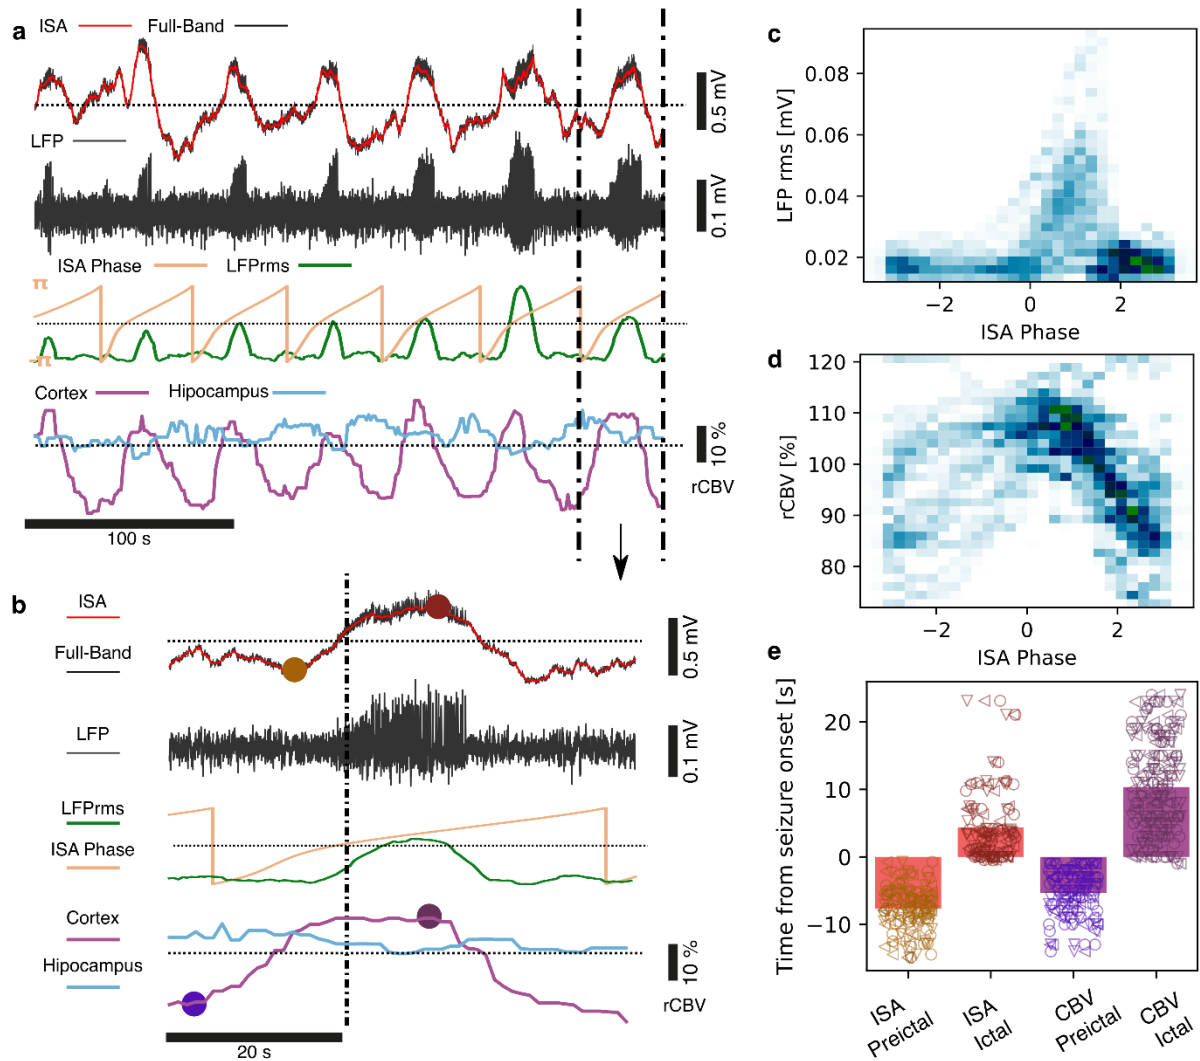 a
ISA
Full-Band
0.5 mV
LFP
0.1 mV
ISA Phase
LFPrms
π
-π
Cortex
Hipocampus
10 %
rCBV
100 s
b
ISA
Full-Band
0.5 mV
LFP
0.1 mV
LFPrms
ISA Phase
Cortex
Hipocampus
10 %
rCBV
20 s
c
LFP rms [mV]
0.08
0.06
0.04
0.02
−2
0
2
ISA Phase
d
rCBV [%]
120
110
100
90
80
−2
0
2
ISA Phase
e
Time from seizure onset [s]
20
10
0
−10
ISA
Preictal
ISA
Ictal
CBV
Preictal
CBV
Ictal